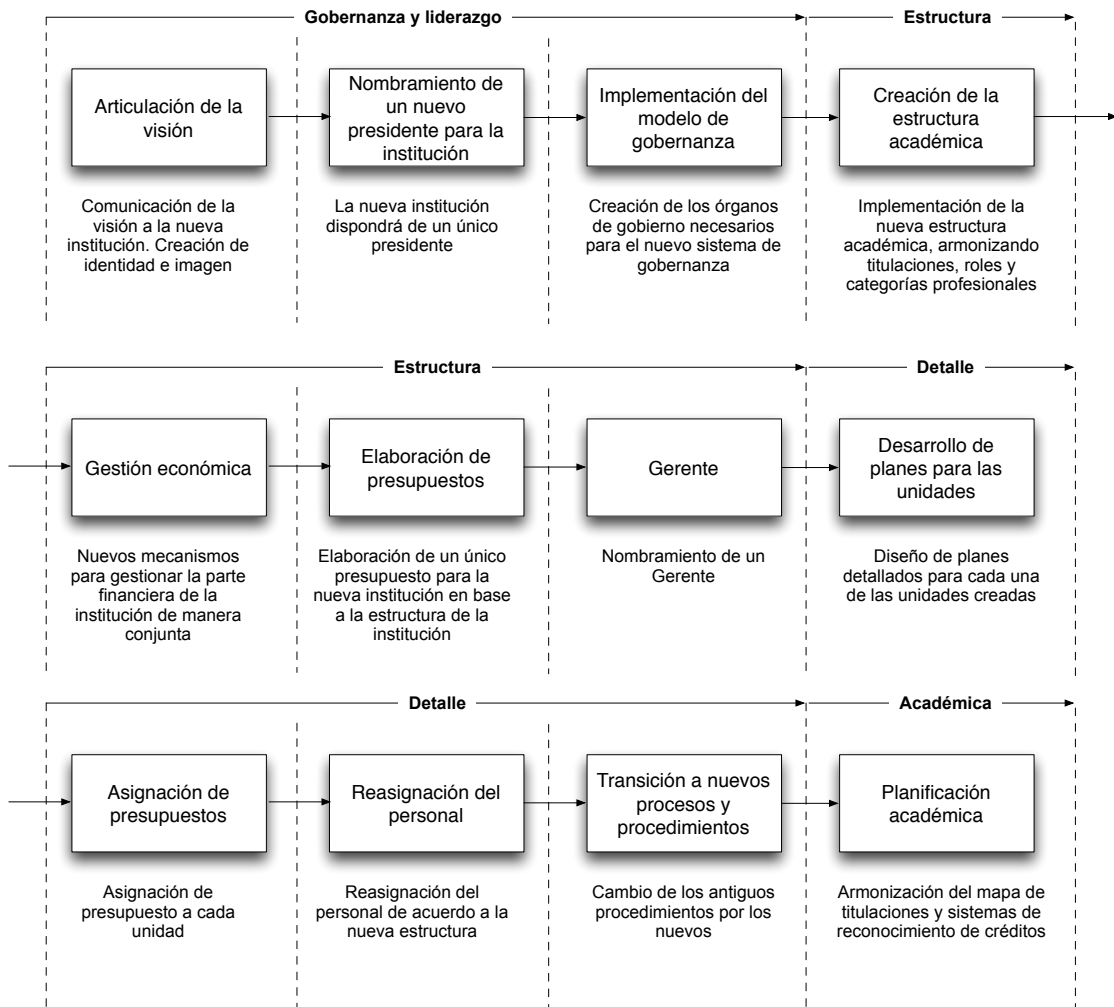 Gobernanza y liderazgo
Estructura
Articulación de la
visión
Nombramiento de
un nuevo
presidente para la
institución
Implementación del
modelo de
gobernanza
Creación de la
estructura
académica
Comunicación de la
visión a la nueva
institución. Creación de
identidad e imagen
La nueva institución
dispondrá de un único
presidente
Creación de los órganos
de gobierno necesarios
para el nuevo sistema de
gobernanza
Implementación de la
nueva estructura
académica, armonizando
titulaciones, roles y
categorías profesionales
Estructura
Detalle
Gestión económica
Elaboración de
presupuestos
Gerente
Desarrollo de
planes para las
unidades
Nuevos mecanismos
para gestionar la parte
financiera de la
institución de manera
conjunta
Elaboración de un único
presupuesto para la
nueva institución en base
a la estructura de la
institución
Nombramiento de un
Gerente
Diseño de planes
detallados para cada una
de las unidades creadas
Detalle
Académica
Asignación de
presupuestos
Reasignación del
personal
Transición a nuevos
procesos y
procedimientos
Planificación
académica
Asignación de
presupuesto a cada
unidad
Reasignación del
personal de acuerdo a la
nueva estructura
Cambio de los antiguos
procedimientos por los
nuevos
Armonización del mapa de
titulaciones y sistemas de
reconocimiento de créditos